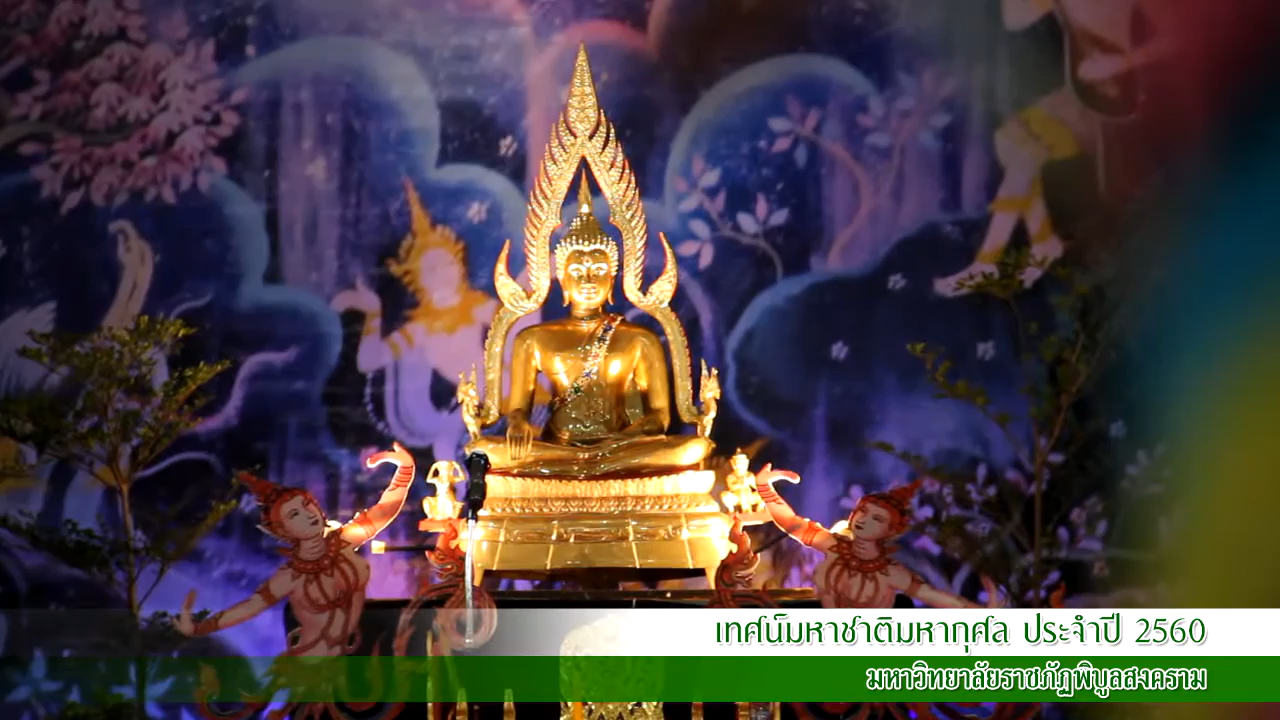 เทศน์มหาชาติมหากุศล ประจำปี 2560
มหาวิทยาลัยราชภัฏพิบูลสงคราม